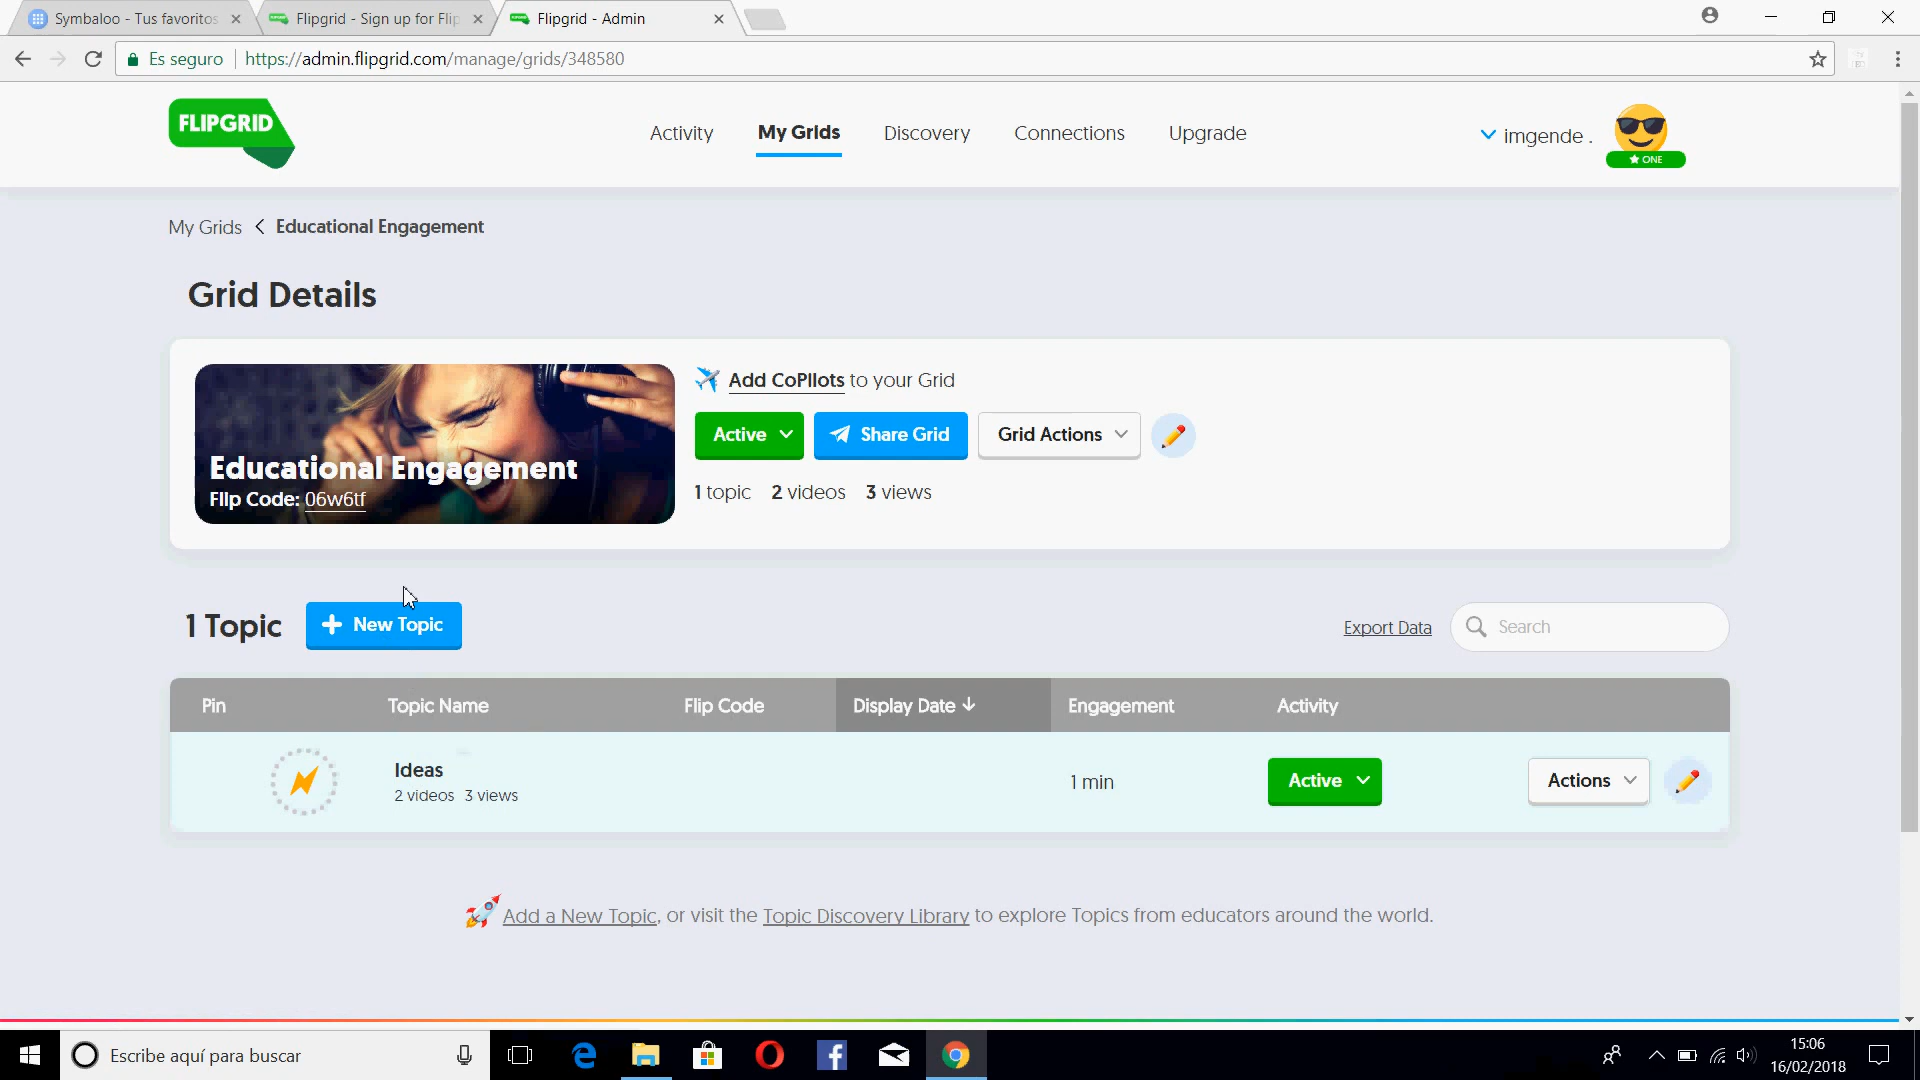 Symbaloo - Tus favoritos
Flipgrid - Sign up for Flip
Flipgrid - Admin
Es seguro
https://admin.flipgrid.com/manage/grids/348580
FLIPGRID
Activity
My Grids
Discovery
Connections
Upgrade
imgende .
ONE
My Grids < Educational Engagement
Grid Details
Add CoPilots to your Grid
Active
Share Grid
Grid Actions
Educational Engagement
Flip Code: 06w6tf
1 topic 2 videos 3 views
1 Topic
+ New Topic
Export Data
Search
Pin
Topic Name
Flip Code
Display Date ↓
Engagement
Activity
Ideas
2 videos 3 views
1 min
Active
Actions
Add a New Topic, or visit the Topic Discovery Library to explore Topics from educators around the world.
Escribe aquí para buscar
15:06
16/02/2018